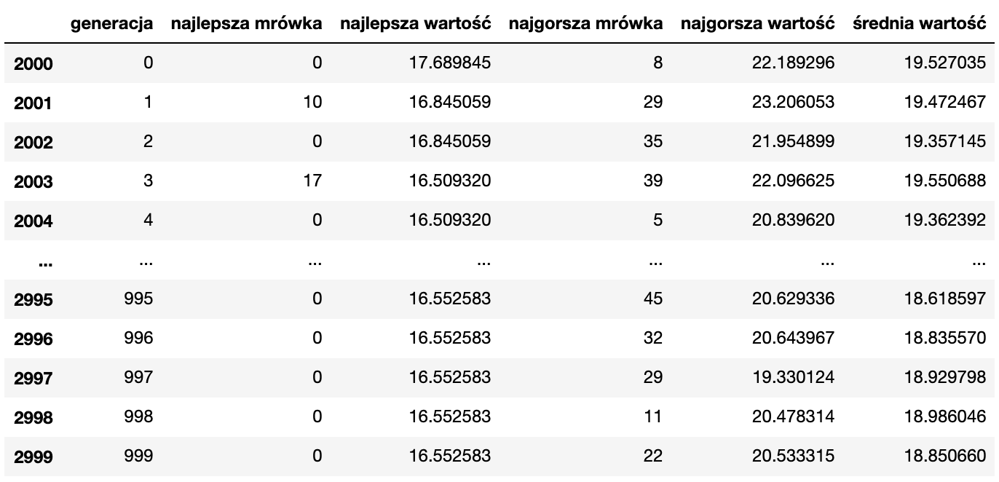 generacja najlepsza mrówka najlepsza wartość najgorsza mrówka najgorsza wartość średnia wartość
2000 0 0 17.689845 8 22.189296 19.527035
2001 1 10 16.845059 29 23.206053 19.472467
2002 2 0 16.845059 35 21.954899 19.357145
2003 3 17 16.509320 39 22.096625 19.550688
2004 4 0 16.509320 5 20.839620 19.362392
... ... ... ... ... ... ...
2995 995 0 16.552583 45 20.629336 18.618597
2996 996 0 16.552583 32 20.643967 18.835570
2997 997 0 16.552583 29 19.330124 18.929798
2998 998 0 16.552583 11 20.478314 18.986046
2999 999 0 16.552583 22 20.533315 18.850660